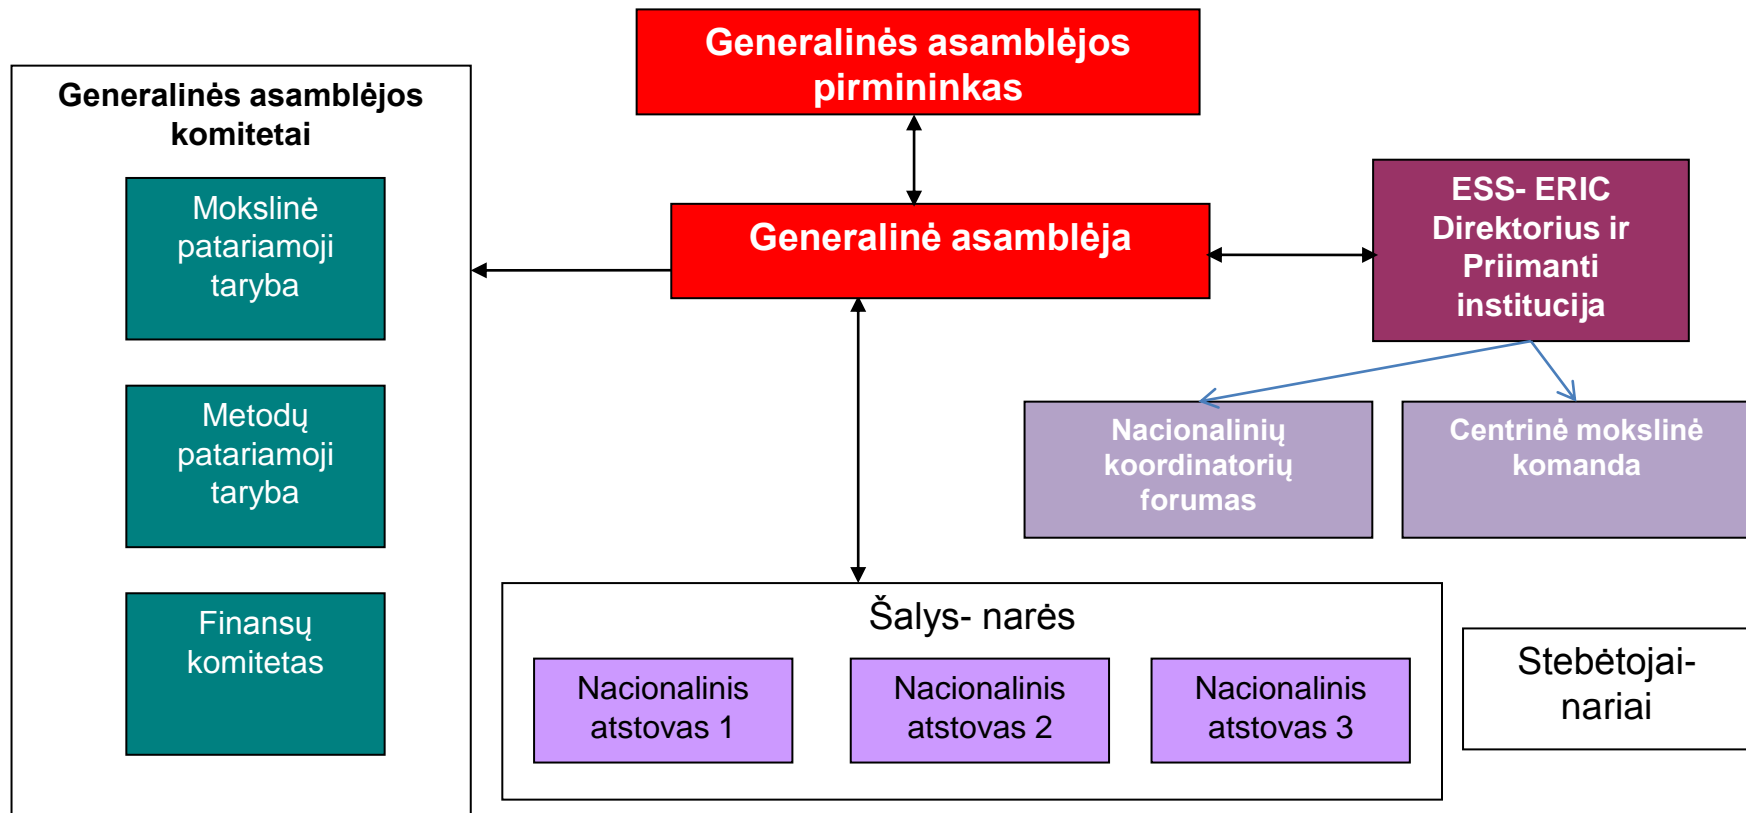 Generalinės asamblėjos
pirmininkas
Generalinės asamblėjos
komitetai
Mokslinė
patariamoji
taryba
Metodų
patariamoji
taryba
Finansų
komitetas
Generalinė asamblėja
ESS- ERIC
Direktorius ir
Priimanti
institucija
Nacionalinių
koordinatorių
forumas
Centrinė mokslinė
komanda
Šalys- narės
Nacionalinis
atstovas 1
Nacionalinis
atstovas 2
Nacionalinis
atstovas 3
Stebėtojai-
nariai